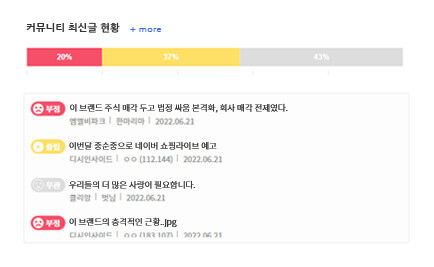 커뮤니티 최신글 현황 + more
20% 37% 43%
부정 이 브랜드 주식 매각 두고 법정 싸움 본격화, 회사 매각 전제였다.
엠엘비파크 | 한마리아 | 2022.06.21
중립 이번달 중순중으로 네이버 쇼핑라이브 예고
디시인사이드 | ㅇㅇ (112.144) | 2022.06.21
무관 우리들의 더 많은 사랑이 필요합니다.
클리앙 | 벗님 | 2022.06.21
부정 이 브랜드의 충격적인 근황..jpg
디시인사이드 | ㅇㅇ (183.107) | 2022.06.21